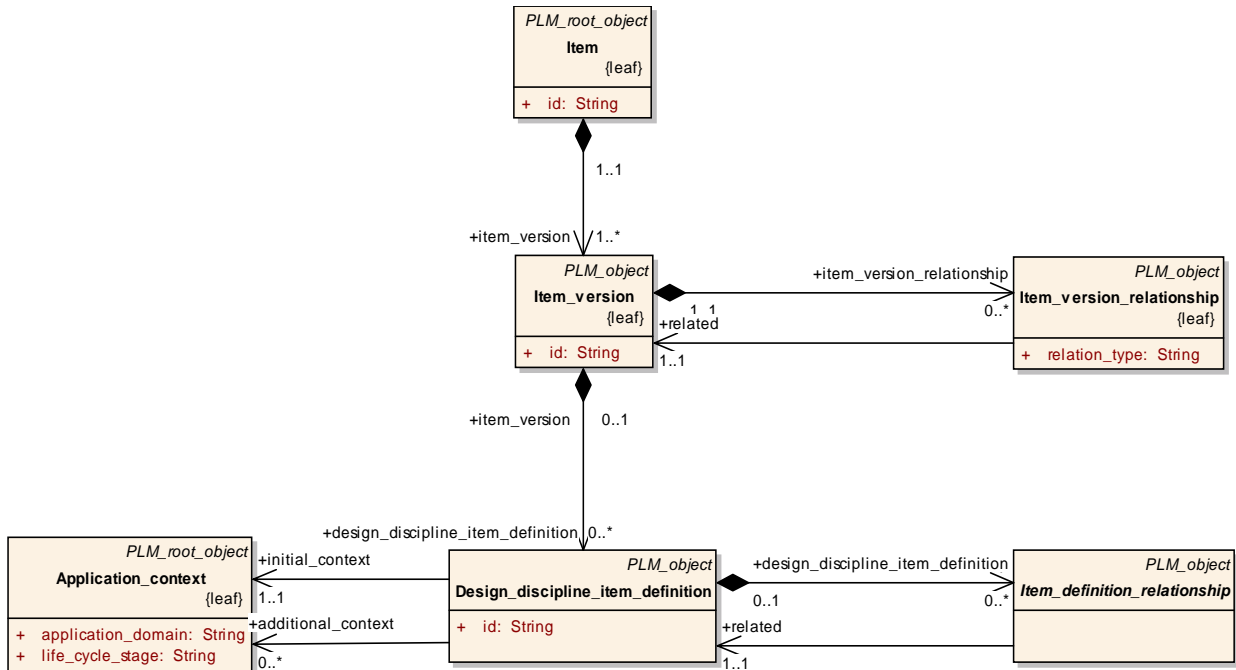 PLM_root_object
Item
{leaf}
+ id: String
1..1
+item_version 1..*
PLM_object
Item_version
{leaf}
+ id: String
+item_version_relationship
1 1
0..*
+related
1..1
PLM_object
Item_version_relationship
{leaf}
+ relation_type: String
+item_version 0..1
+design_discipline_item_definition 0..*
PLM_root_object
Application_context
{leaf}
+ application_domain: String
+ life_cycle_stage: String
+initial_context
1..1
+additional_context
0..*
PLM_object
Design_discipline_item_definition
+ id: String
+design_discipline_item_definition
0..1 0..*
+related
1..1
PLM_object
Item_definition_relationship